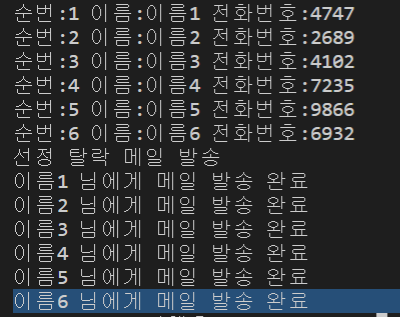 순번:1 이름:이름1 전화번호:4747
순번:2 이름:이름2 전화번호:2689
순번:3 이름:이름3 전화번호:4102
순번:4 이름:이름4 전화번호:7235
순번:5 이름:이름5 전화번호:9866
순번:6 이름:이름6 전화번호:6932
선정 탈락 메일 발송
이름1 님에게 메일 발송 완료
이름2 님에게 메일 발송 완료
이름3 님에게 메일 발송 완료
이름4 님에게 메일 발송 완료
이름5 님에게 메일 발송 완료
이름6 님에게 메일 발송 완료